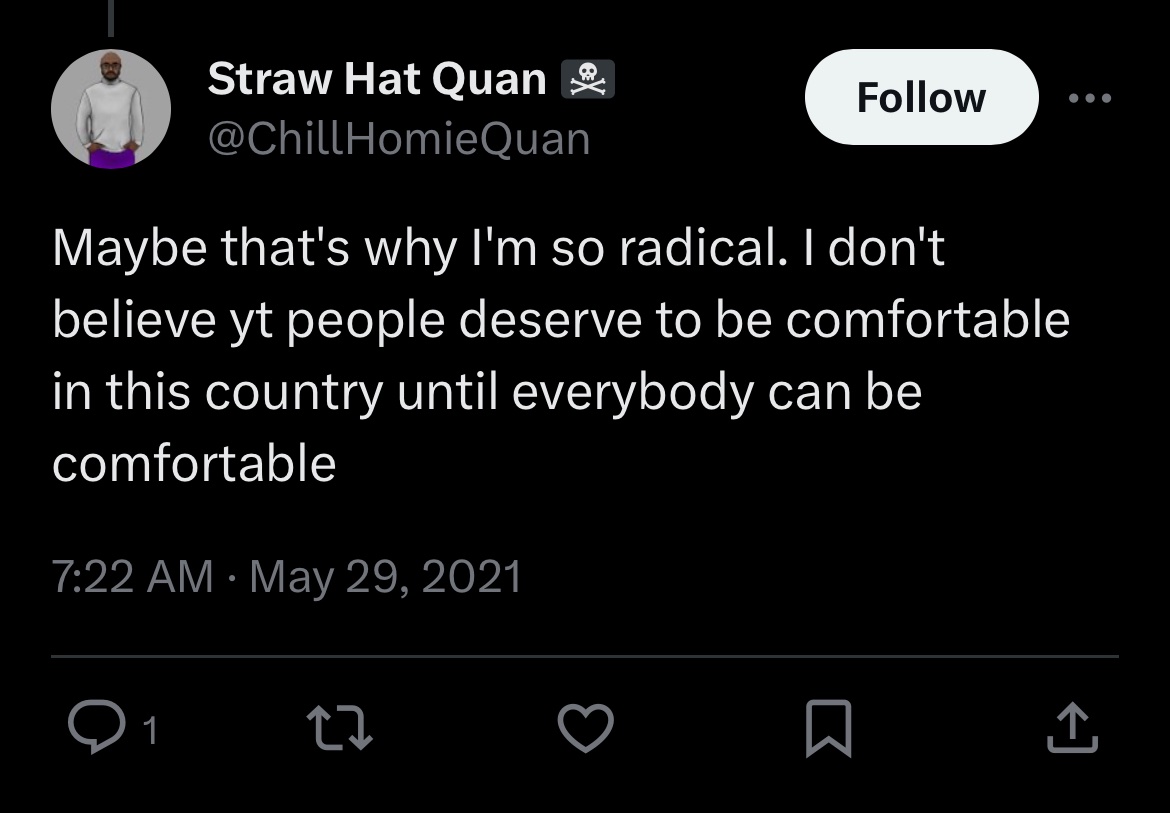 Straw Hat Quan ☠
Follow
@ChillHomieQuan
Maybe that's why I'm so radical. I don't
believe yt people deserve to be comfortable
in this country until everybody can be
comfortable
7:22 AM · May 29, 2021
1